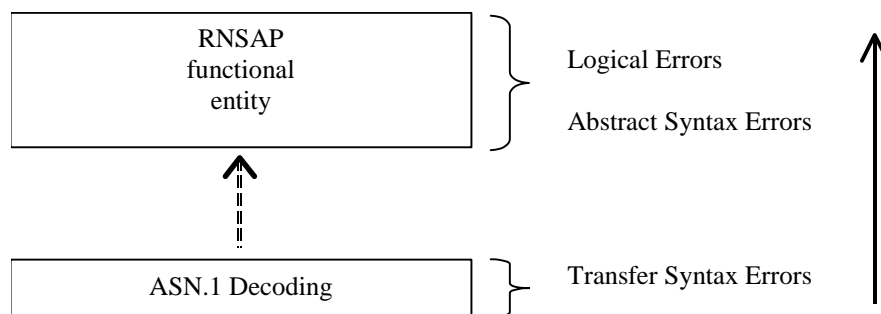 RNSAP
functional
entity
Logical Errors
Abstract Syntax Errors
ASN.1 Decoding
Transfer Syntax Errors